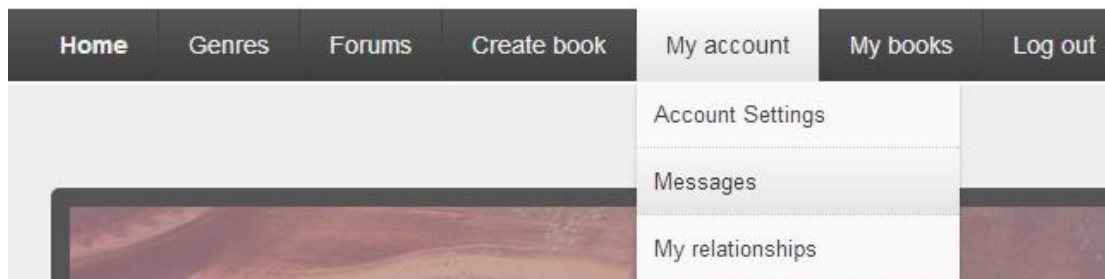 Home Genres Forums Create book My account My books Log out
Account Settings
Messages
My relationships